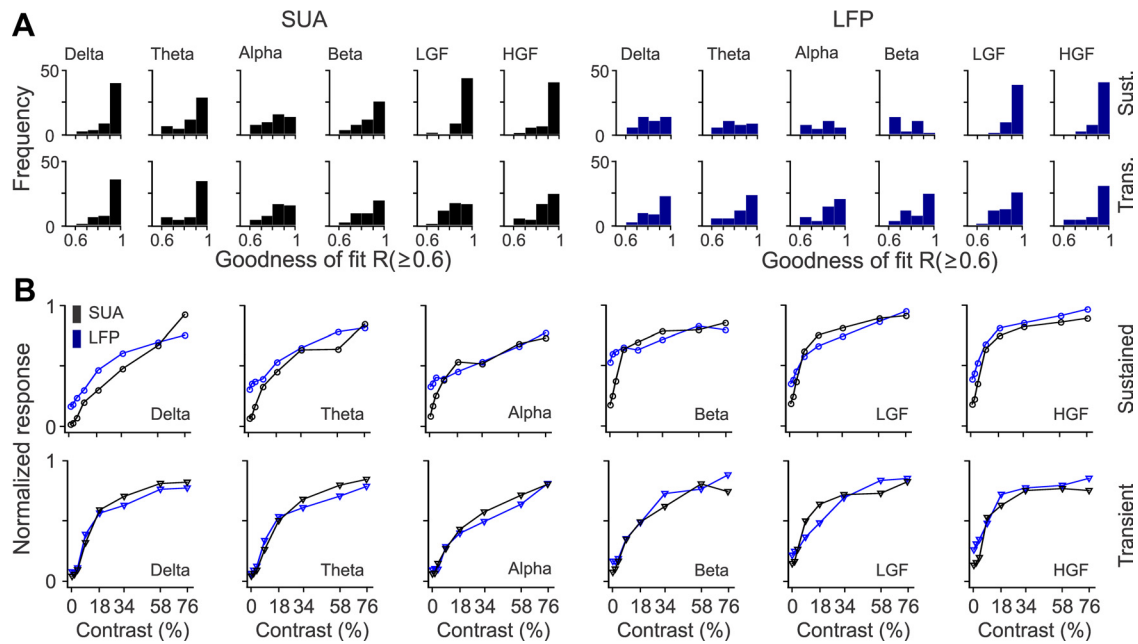 A
SUA LFP
Delta Theta Alpha Beta LGF HGF Delta Theta Alpha Beta LGF HGF
Frequency
50
0
50
0
50
0
50
0
Sust.
Trans.
0.6 1 0.6 1 0.6 1 0.6 1 0.6 1 0.6 1 0.6 1 0.6 1 0.6 1 0.6 1 0.6 1 0.6 1
Goodness of fit R(≥0.6) Goodness of fit R(≥0.6)
B
Normalized response
1
0
SUA
LFP
Delta Theta Alpha Beta LGF HGF
Sustained
1
0
Delta Theta Alpha Beta LGF HGF
Transient
0 18 34 58 76 0 18 34 58 76 0 18 34 58 76 0 18 34 58 76 0 18 34 58 76 0 18 34 58 76
Contrast (%) Contrast (%) Contrast (%) Contrast (%) Contrast (%) Contrast (%)